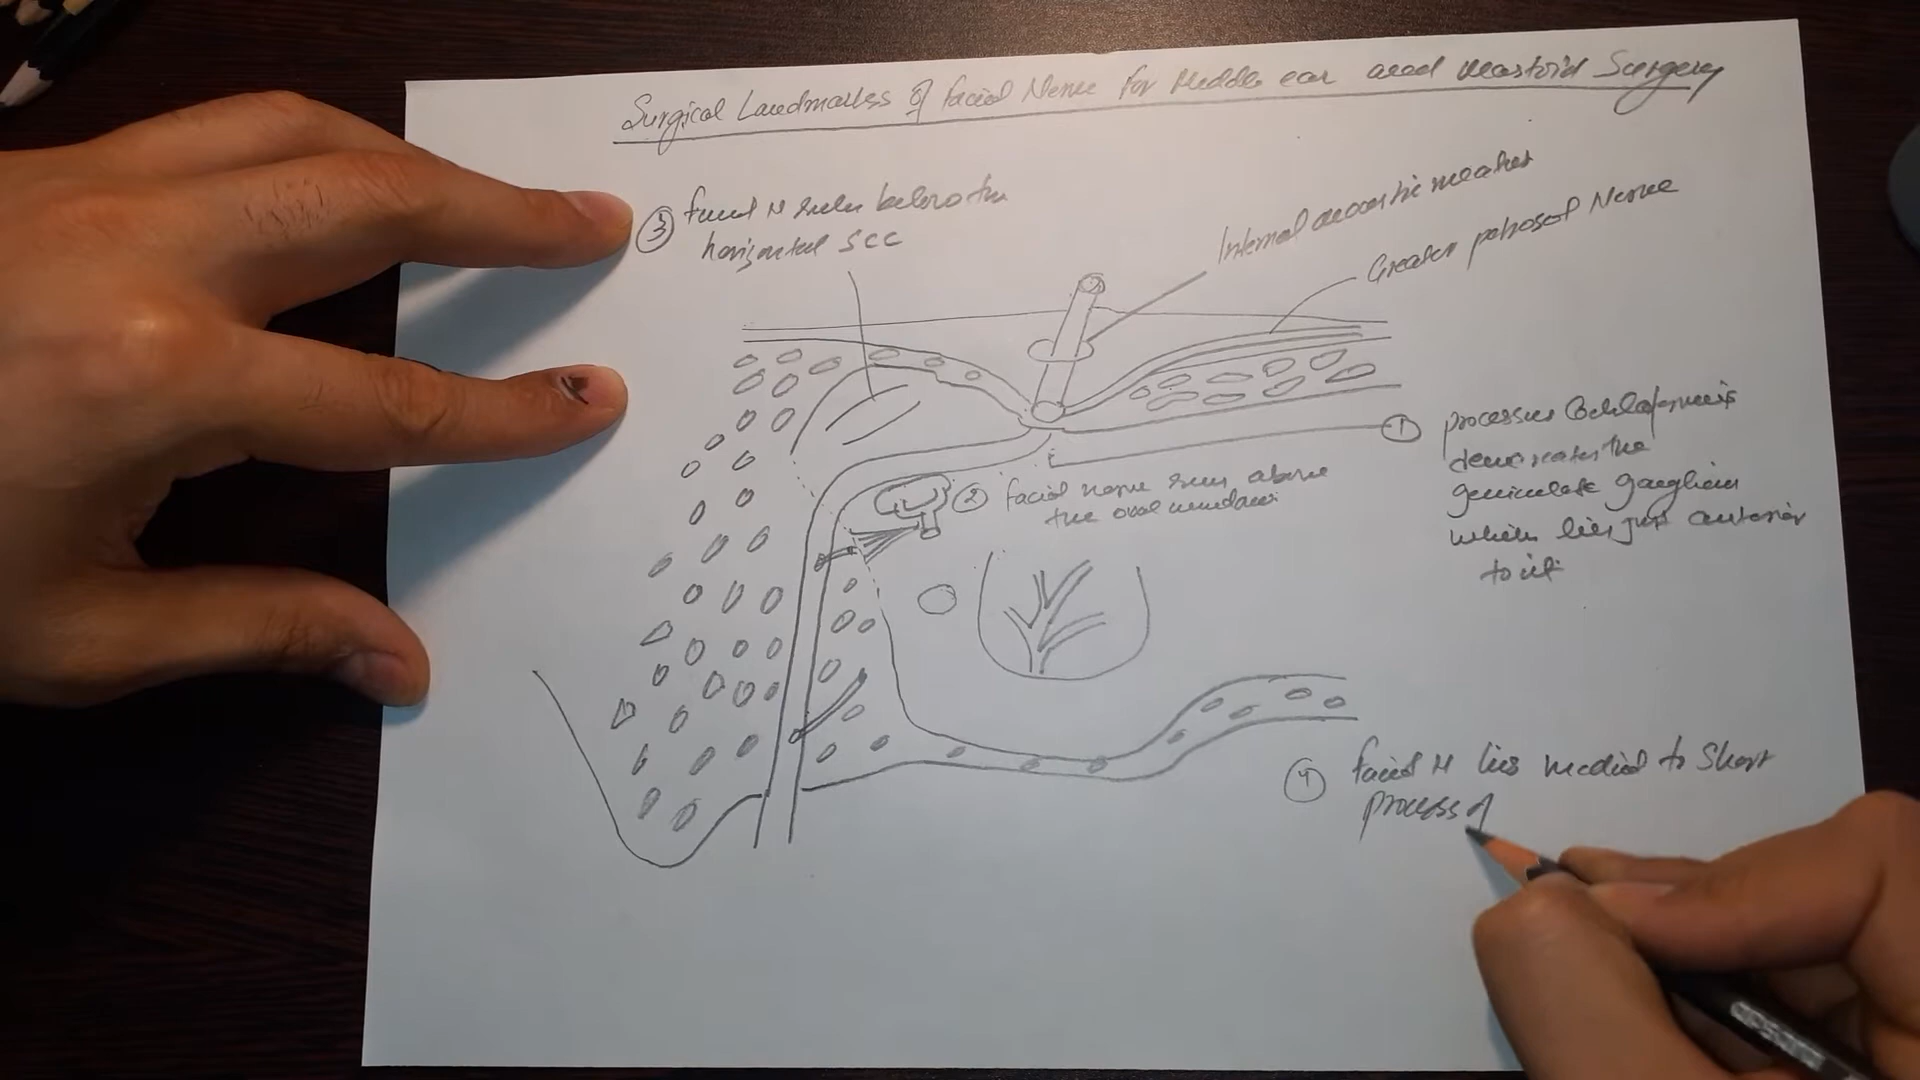 Surgical Landmarks of facial Nerve for Middle ear and Mastoid Surgery
③ facial N runs below the
horizontal SCC
Internal acoustic meatus
Greater petrosal Nerve
① processus Cochleaformis
demarcates the
geniculate ganglion
which lies just anterior
to it
② facial nerve runs above
the oval window
④ facial N lies medial to Short
process of